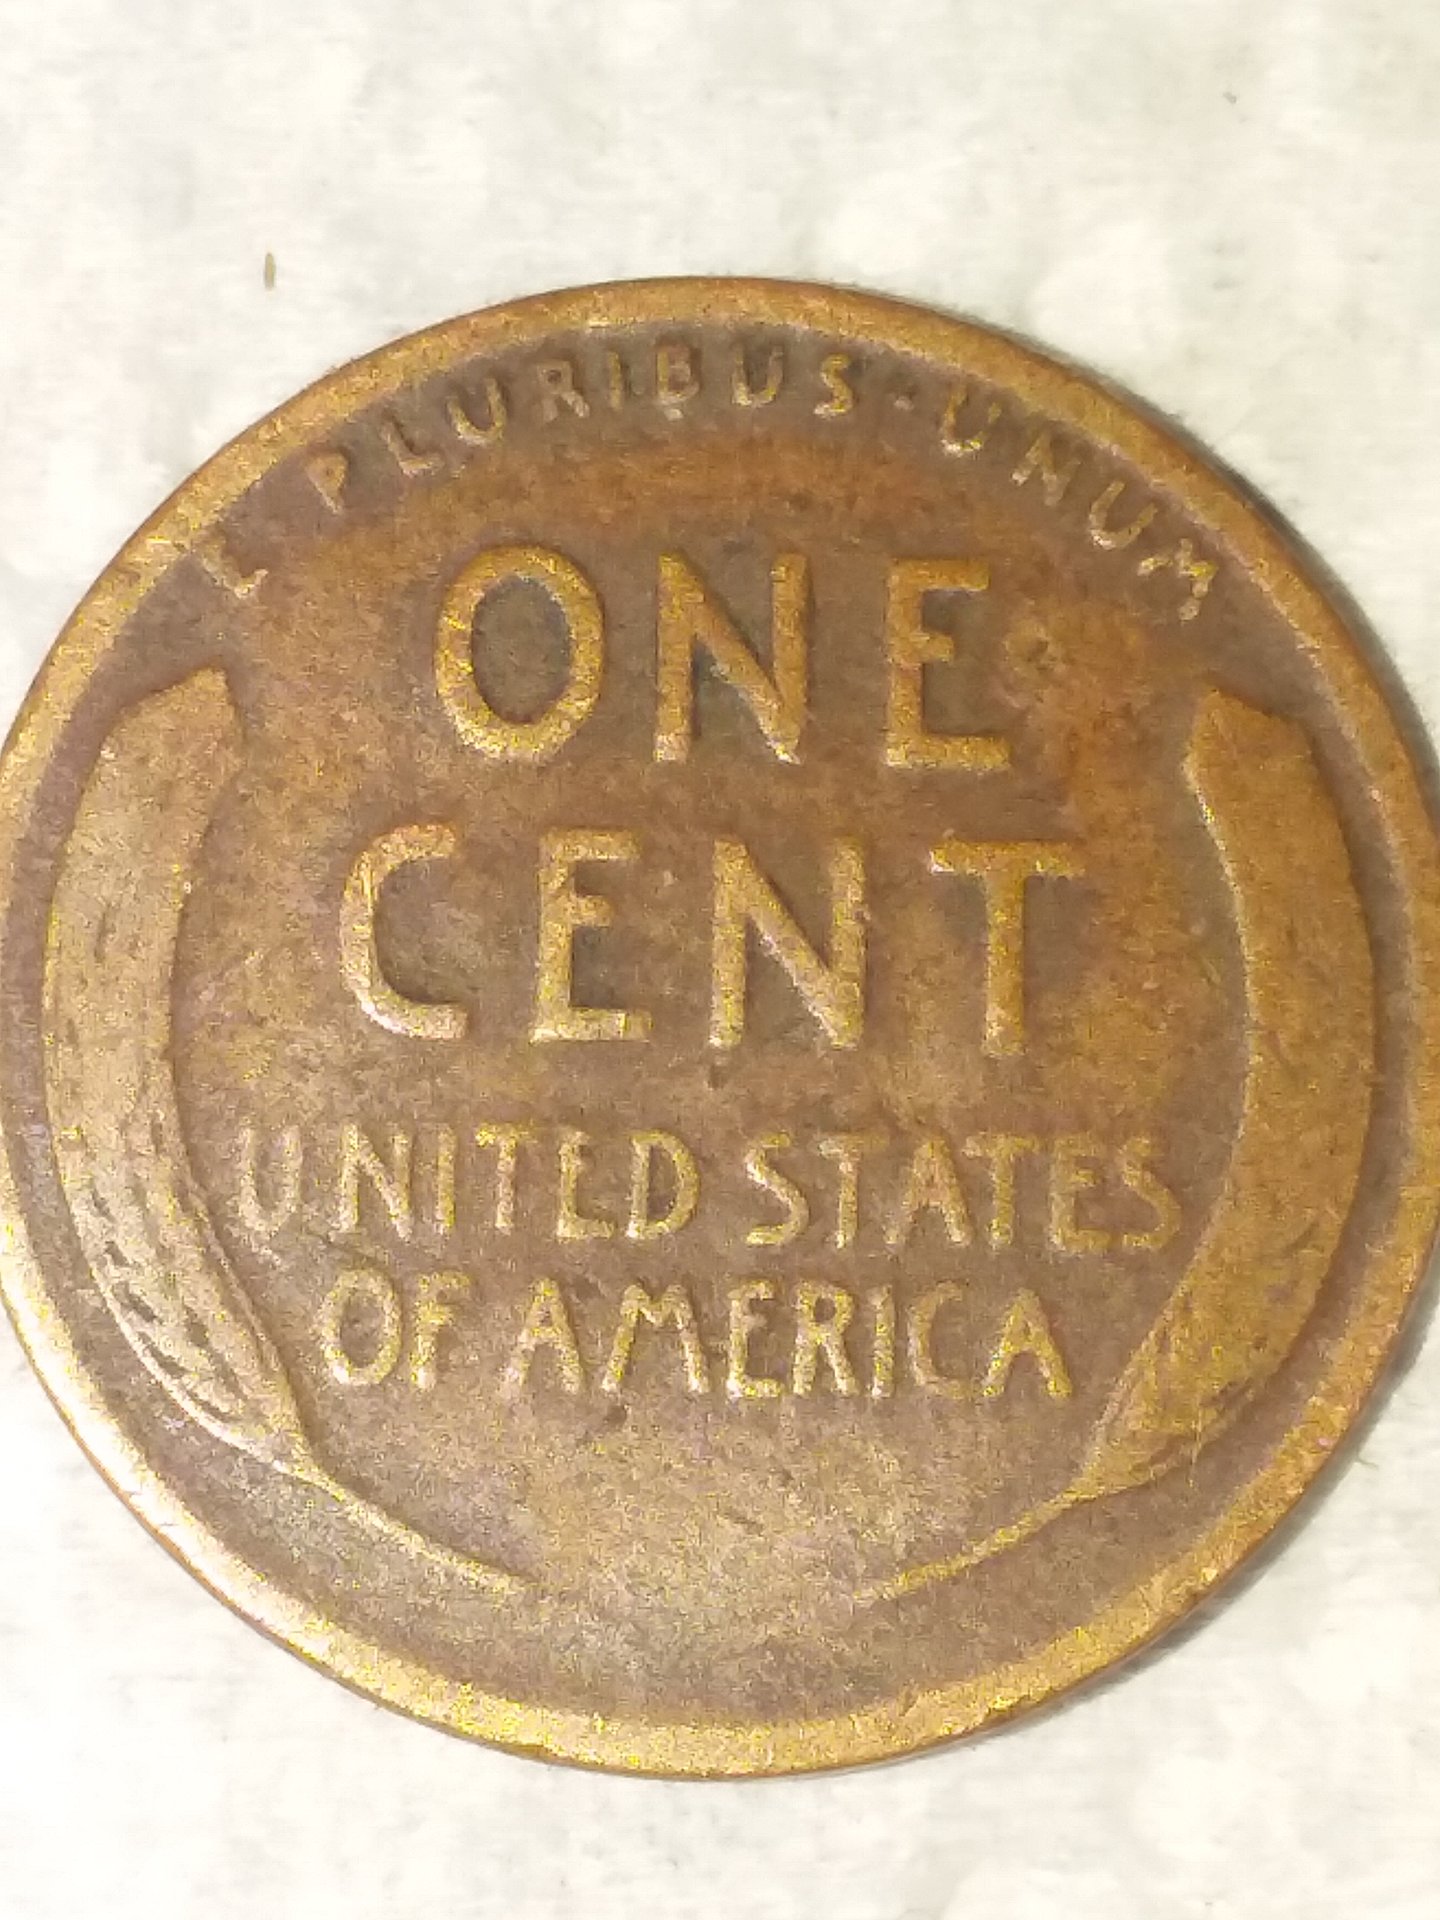 E PLURIBUS · UNUM
ONE
CENT
UNITED STATES
OF AMERICA